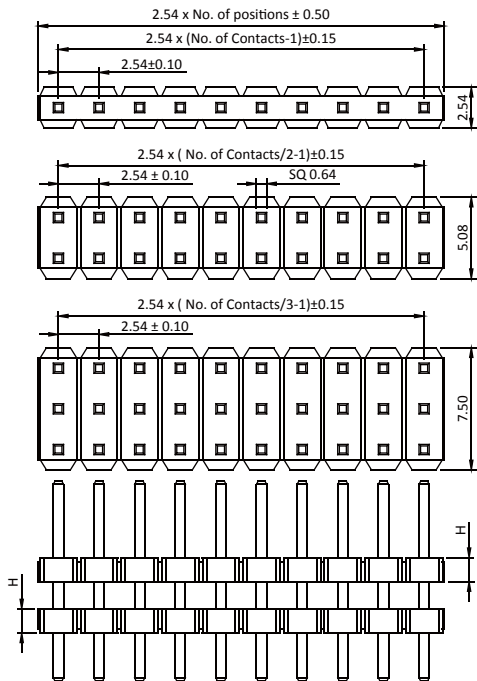 2.54 x No. of positions ± 0.50
2.54 x (No. of Contacts-1)±0.15
2.54±0.10
2.54
2.54 x ( No. of Contacts/2-1)±0.15
2.54 ± 0.10
SQ 0.64
5.08
2.54 x ( No. of Contacts/3-1)±0.15
2.54 ± 0.10
7.50
H
H